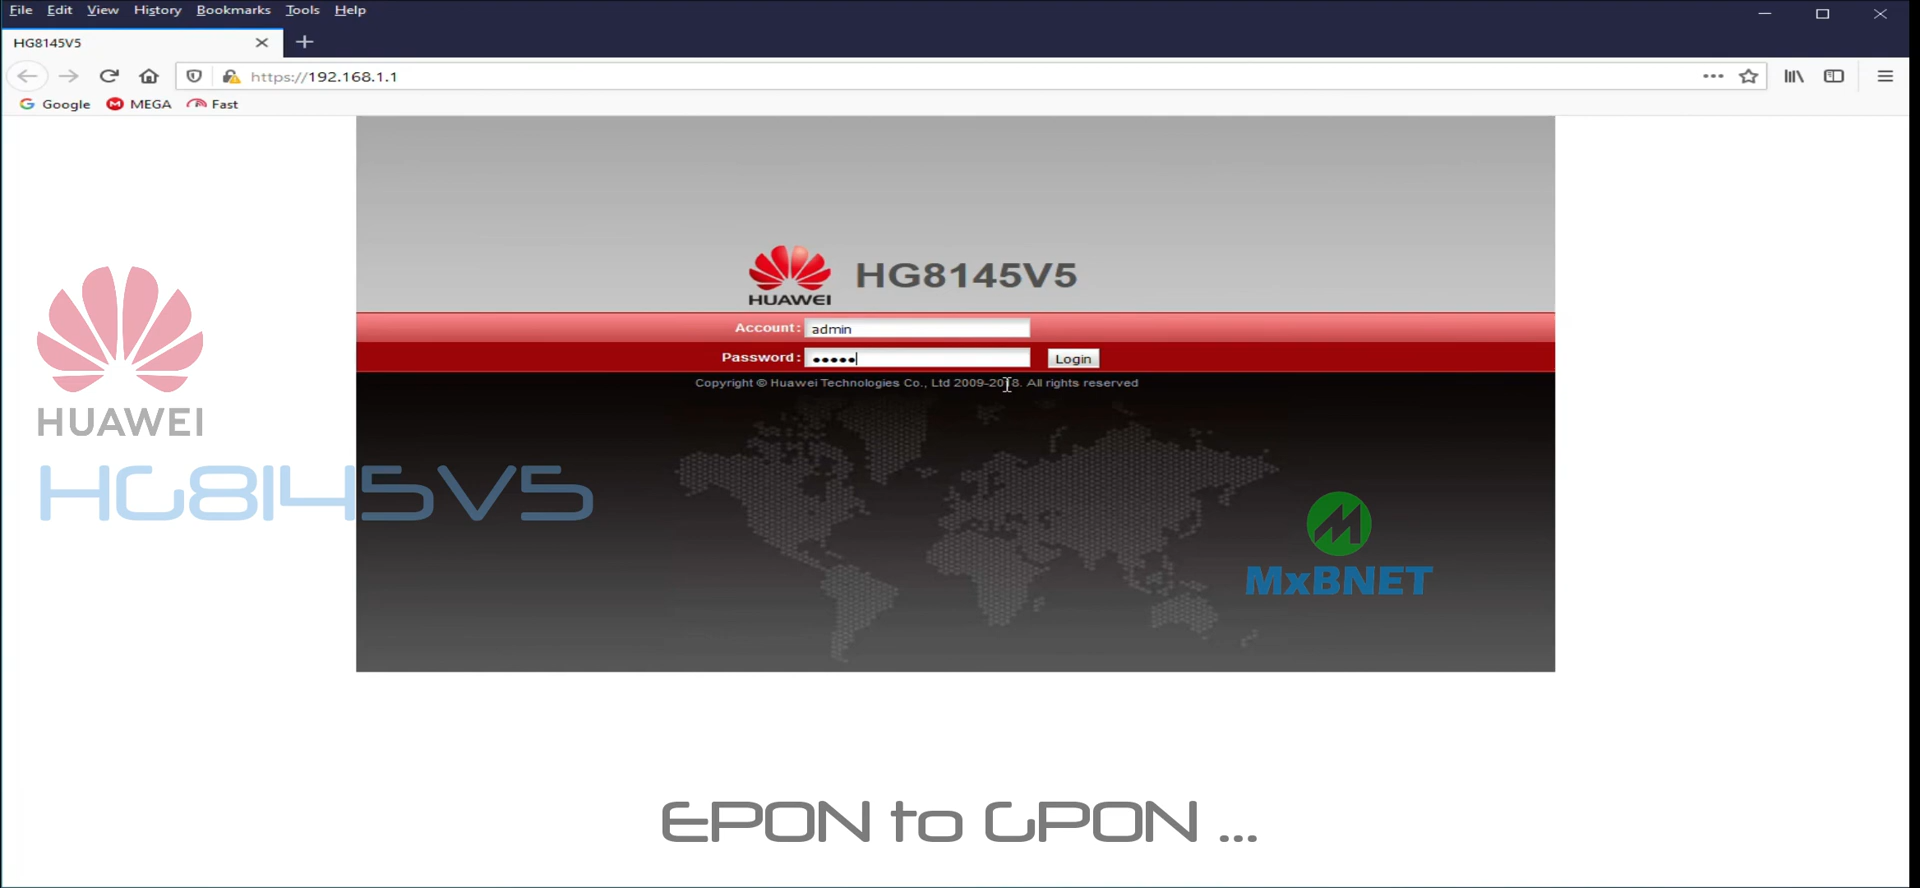 File Edit View History Bookmarks Tools Help
HG8145V5
https://192.168.1.1
Google MEGA Fast
HUAWEI HG8145V5
Account: admin
Password: Login
Copyright © Huawei Technologies Co., Ltd 2009-2018. All rights reserved
HUAWEI
HG8145V5
MxBNET
EPON to GPON ...